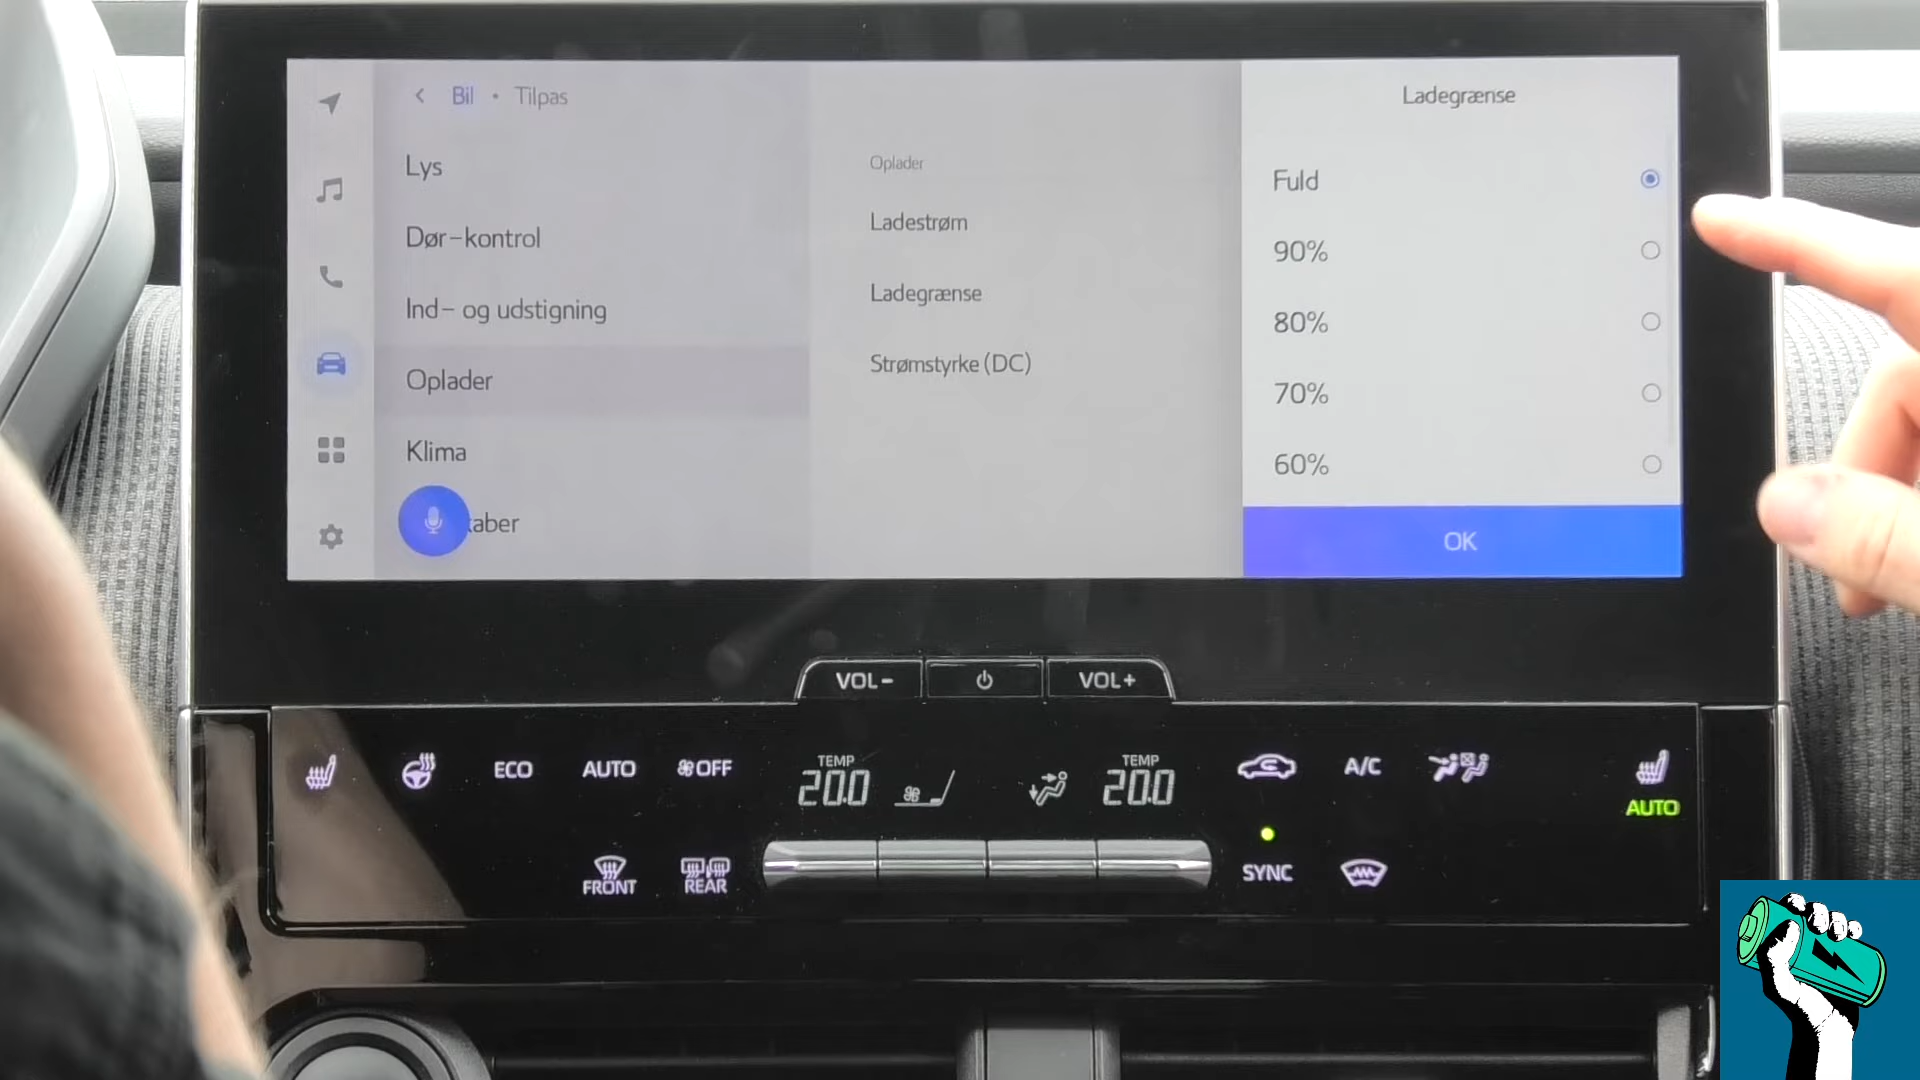 Bil • Tilpas
Lys
Dør-kontrol
Ind- og udstigning
Oplader
Klima
Oplader
Ladestrøm
Ladegrænse
Strømstyrke (DC)
Ladegrænse
Fuld
90%
80%
70%
60%
OK
VOL-
VOL+
ECO
AUTO
OFF
TEMP
20.0
TEMP
20.0
A/C
AUTO
FRONT
REAR
SYNC